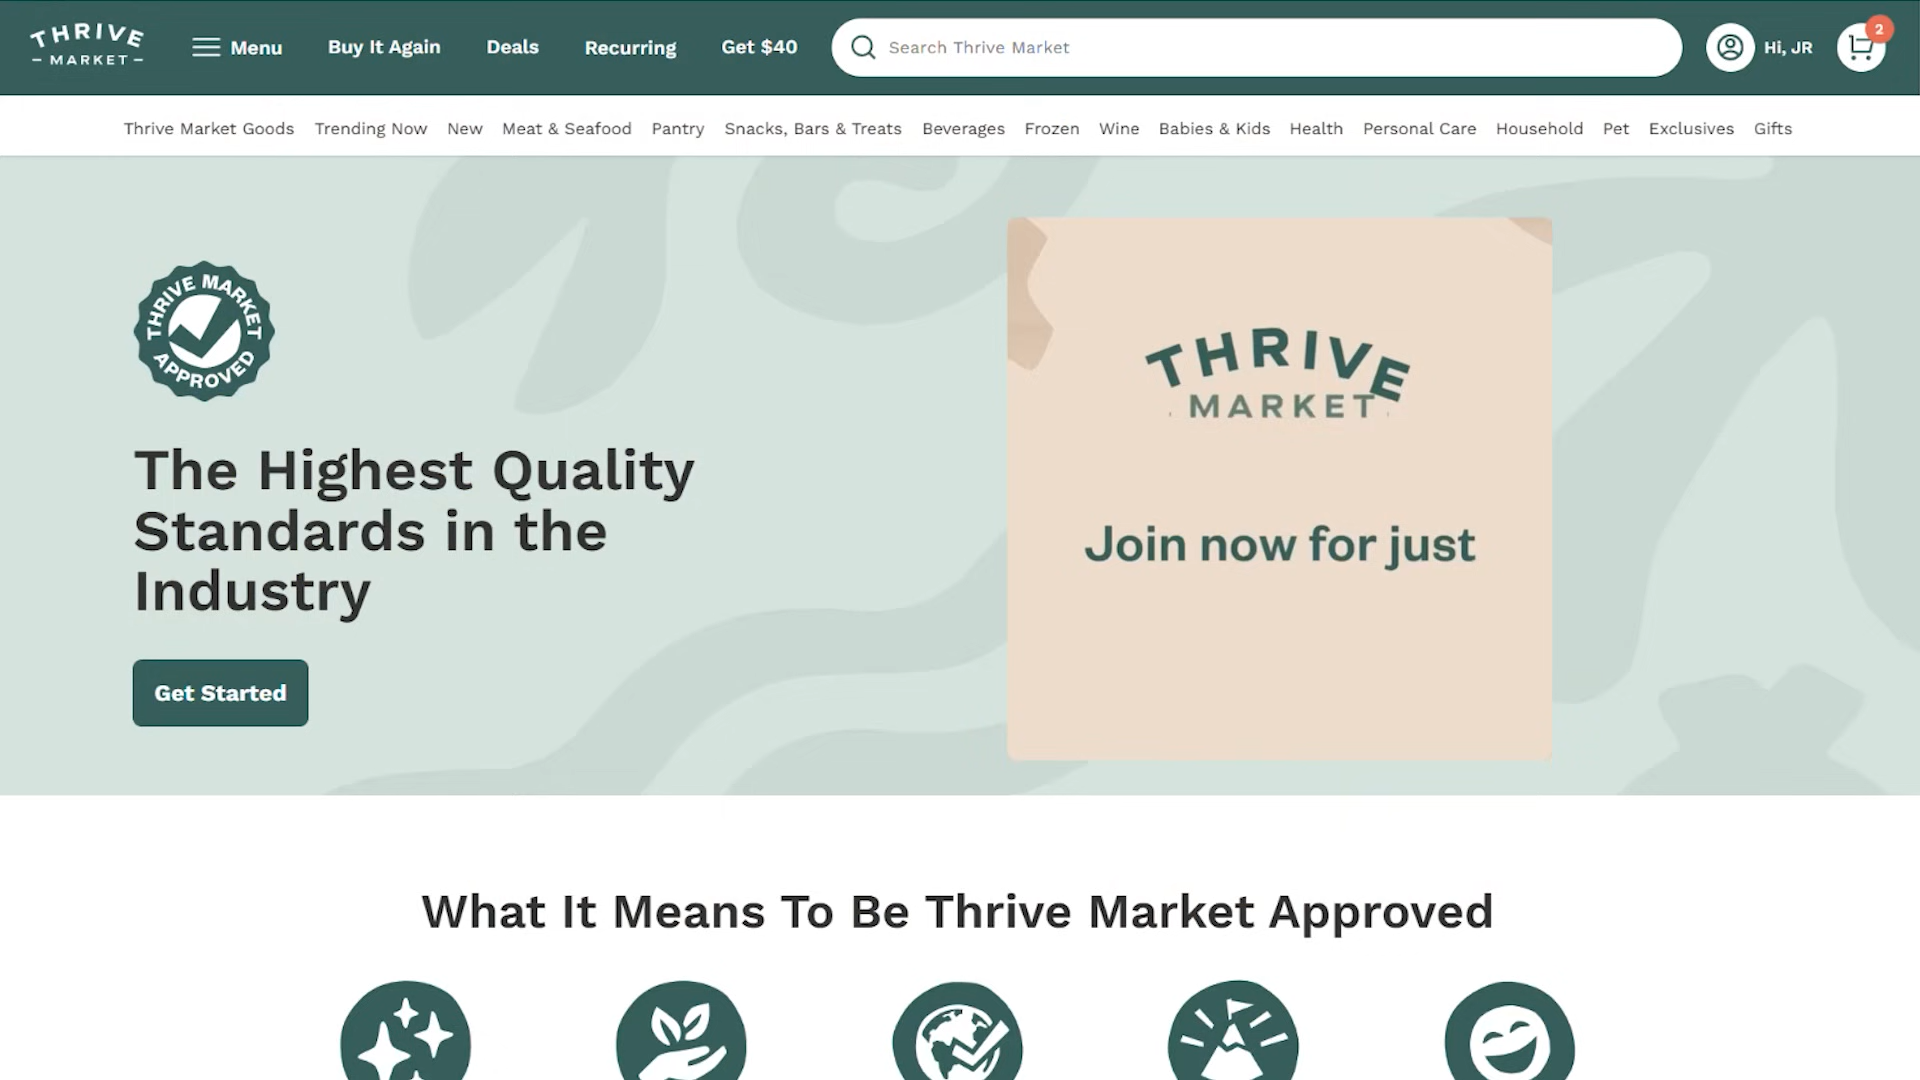 THRIVE
MARKET
Menu
Buy It Again
Deals
Recurring
Get $40
Search Thrive Market
Hi, JR
2
Thrive Market Goods
Trending Now
New
Meat & Seafood
Pantry
Snacks, Bars & Treats
Beverages
Frozen
Wine
Babies & Kids
Health
Personal Care
Household
Pet
Exclusives
Gifts
THRIVE MARKET
APPROVED
The Highest Quality
Standards in the
Industry
Get Started
THRIVE
MARKET
Join now for just
What It Means To Be Thrive Market Approved